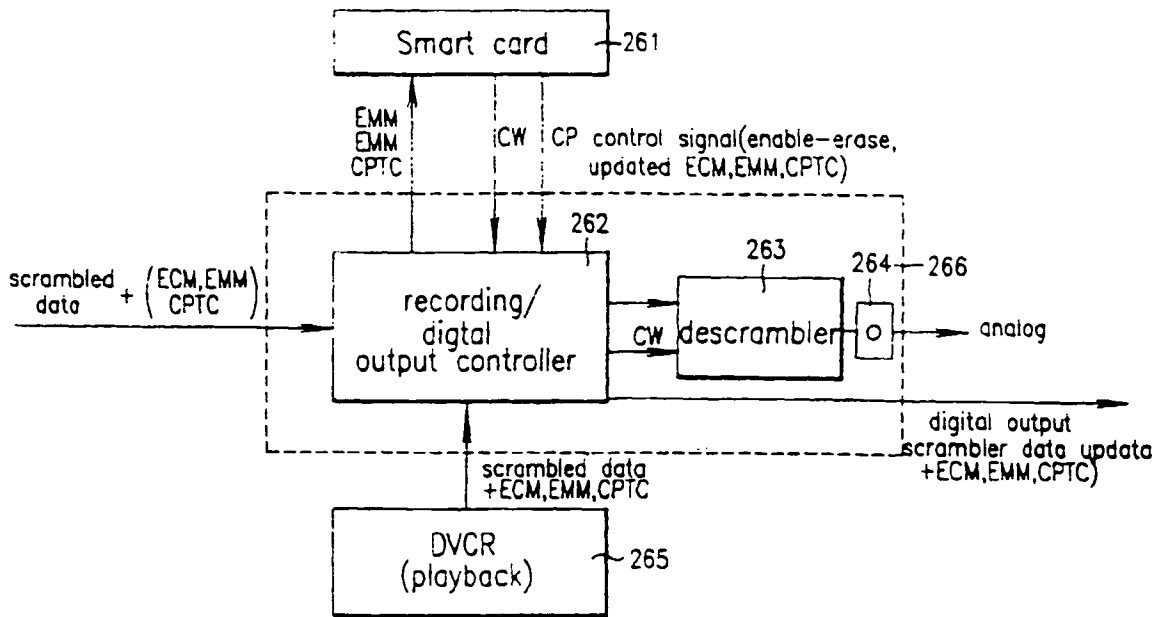 Smart card
261
EMM
EMM
CPTC
CW
CP control signal(enable-erase,
updated ECM,EMM,CPTC)
262
263
264
266
scrambled
data
+ (ECM,EMM)
CPTC
recording/
digtal
output controller
CW
descrambler
analog
digital output
scrambler data updata
+ECM,EMM,CPTC)
scrambled data
+ECM,EMM,CPTC
DVCR
(playback)
265